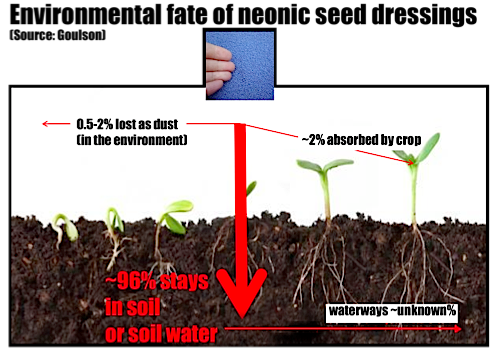 Environmental fate of neonic seed dressings
(Source: Goulson)
0.5-2% lost as dust
(in the environment)
~2% absorbed by crop
~96% stays
in soil
or soil water
waterways ~unknown%